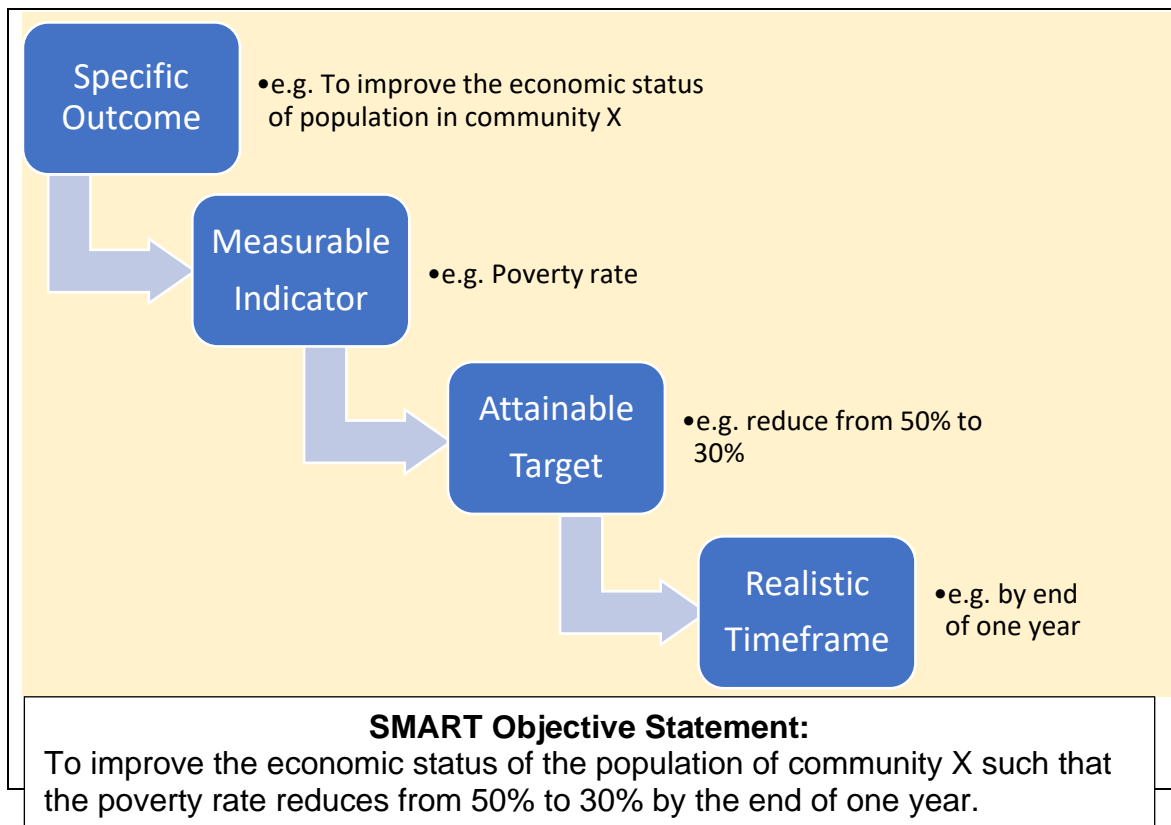 Specific
Outcome
•e.g. To improve the economic status
of population in community X
Measurable
Indicator
•e.g. Poverty rate
Attainable
Target
•e.g. reduce from 50% to
30%
Realistic
Timeframe
•e.g. by end
of one year
SMART Objective Statement:
To improve the economic status of the population of community X such that
the poverty rate reduces from 50% to 30% by the end of one year.